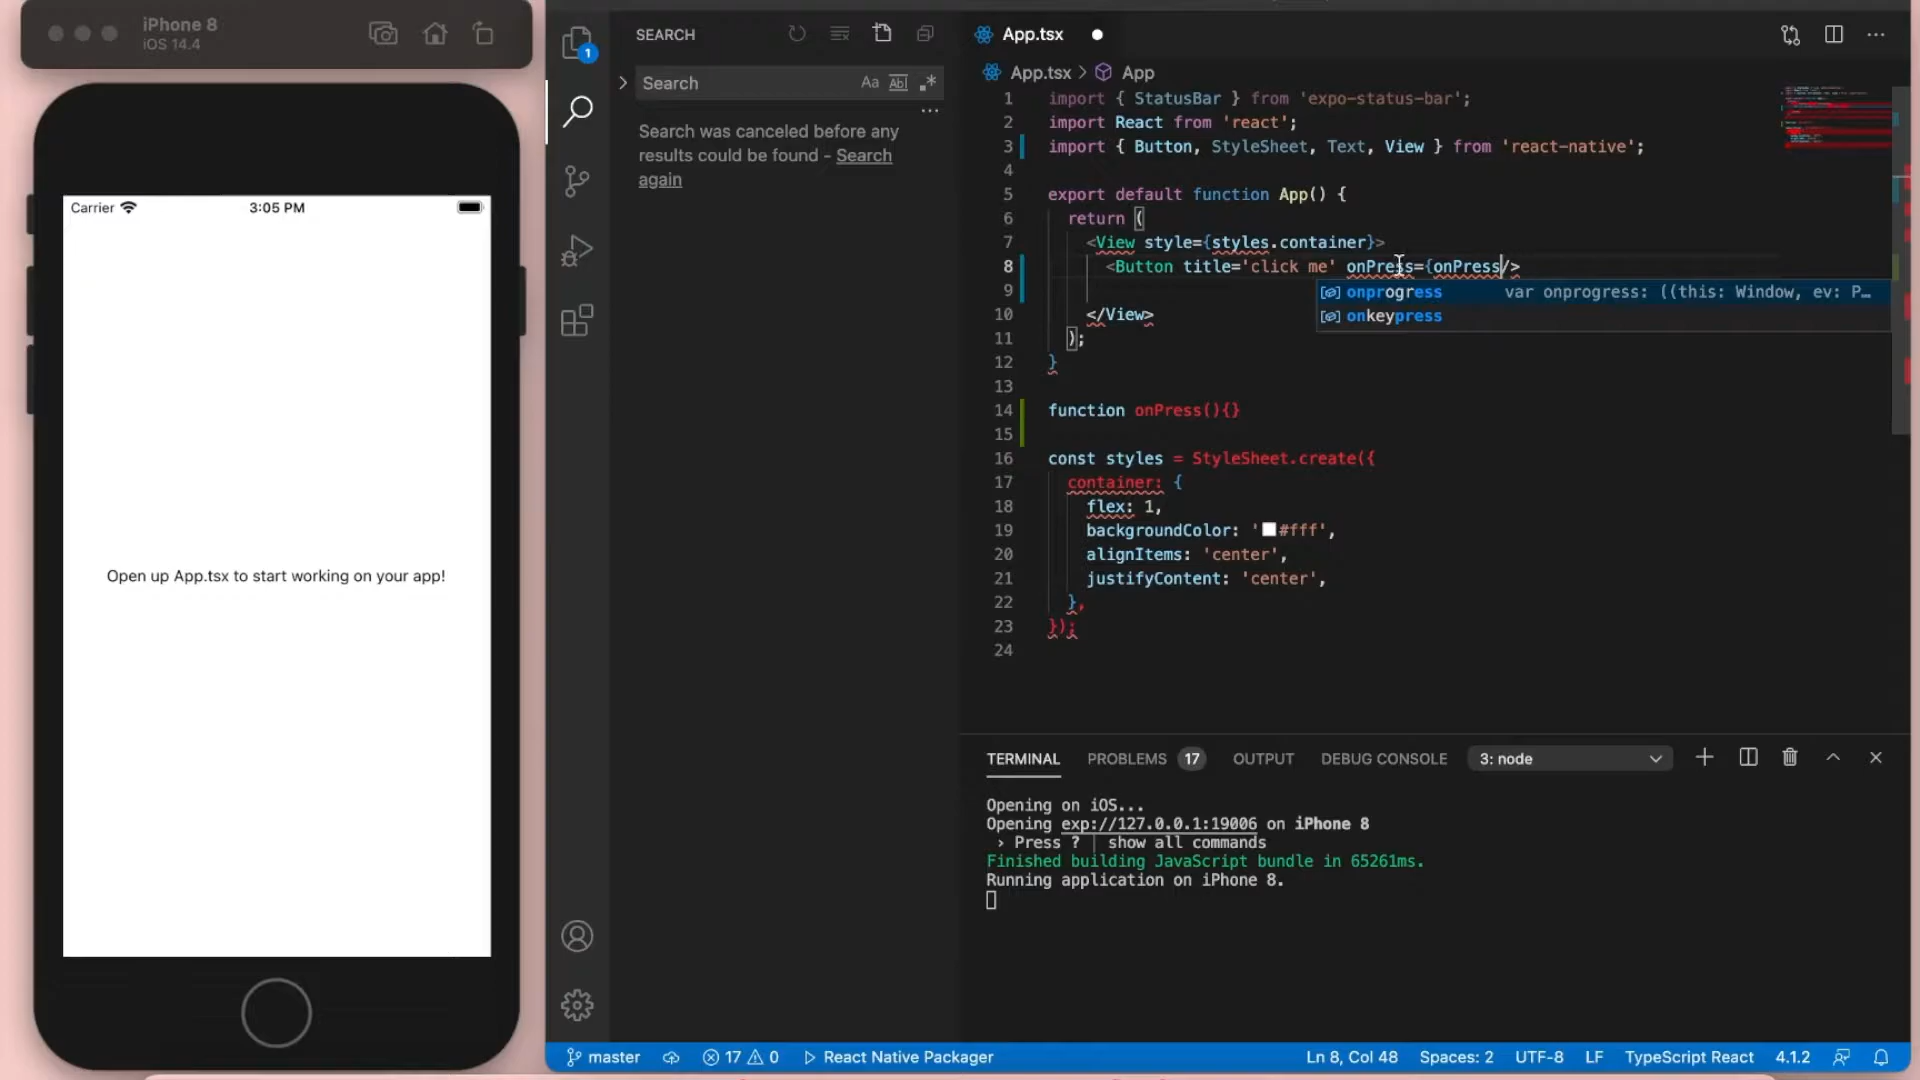 iPhone 8
iOS 14.4
Carrier 3:05 PM
Open up App.tsx to start working on your app!
1
SEARCH
Search
Aa Abl .*
Search was canceled before any
results could be found - Search
again
App.tsx
App.tsx > App
1 import { StatusBar } from 'expo-status-bar';
2 import React from 'react';
3 import { Button, StyleSheet, Text, View } from 'react-native';
4
5 export default function App() {
6 return (
7 <View style={styles.container}>
8 <Button title='click me' onPress={onPress/>
9
10 </View>
11 );
12 }
13
14 function onPress(){}
15
16 const styles = StyleSheet.create({
17 container: {
18 flex: 1,
19 backgroundColor: '#fff',
20 alignItems: 'center',
21 justifyContent: 'center',
22 },
23 });
24
onprogress var onprogress: ((this: Window, ev: P…
onkeypress
TERMINAL PROBLEMS 17 OUTPUT DEBUG CONSOLE 3: node
Opening on iOS...
Opening exp://127.0.0.1:19006 on iPhone 8
› Press ? │ show all commands
Finished building JavaScript bundle in 65261ms.
Running application on iPhone 8.
master 17 0 React Native Packager Ln 8, Col 48 Spaces: 2 UTF-8 LF TypeScript React 4.1.2